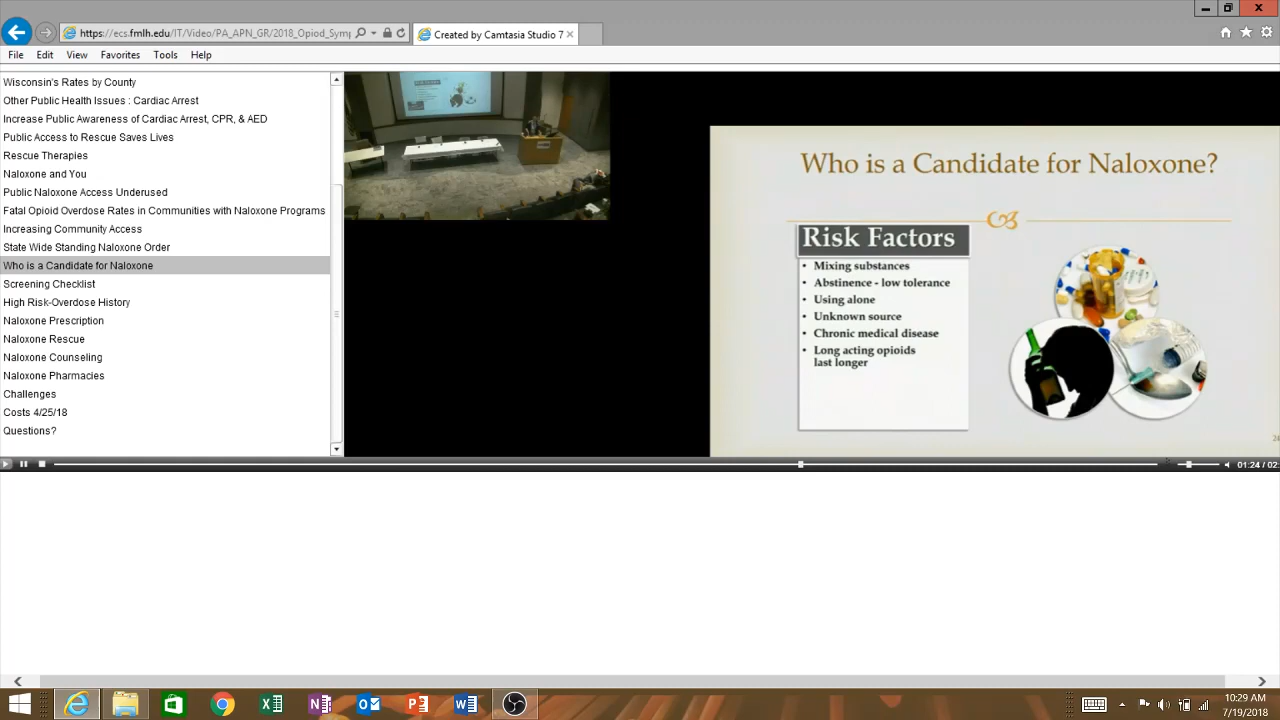 https://ecs.fmlh.edu/IT/Video/PA_APN_GR/2018_Opiod_Symp
Created by Camtasia Studio 7
File Edit View Favorites Tools Help
Wisconsin's Rates by County
Other Public Health Issues : Cardiac Arrest
Increase Public Awareness of Cardiac Arrest, CPR, & AED
Public Access to Rescue Saves Lives
Rescue Therapies
Naloxone and You
Public Naloxone Access Underused
Fatal Opioid Overdose Rates in Communities with Naloxone Programs
Increasing Community Access
State Wide Standing Naloxone Order
Who is a Candidate for Naloxone
Screening Checklist
High Risk-Overdose History
Naloxone Prescription
Naloxone Rescue
Naloxone Counseling
Naloxone Pharmacies
Challenges
Costs 4/25/18
Questions?
Who is a Candidate for Naloxone?
Risk Factors
• Mixing substances
• Abstinence - low tolerance
• Using alone
• Unknown source
• Chronic medical disease
• Long acting opioids
last longer
01:24 / 02:
10:29 AM
7/19/2018